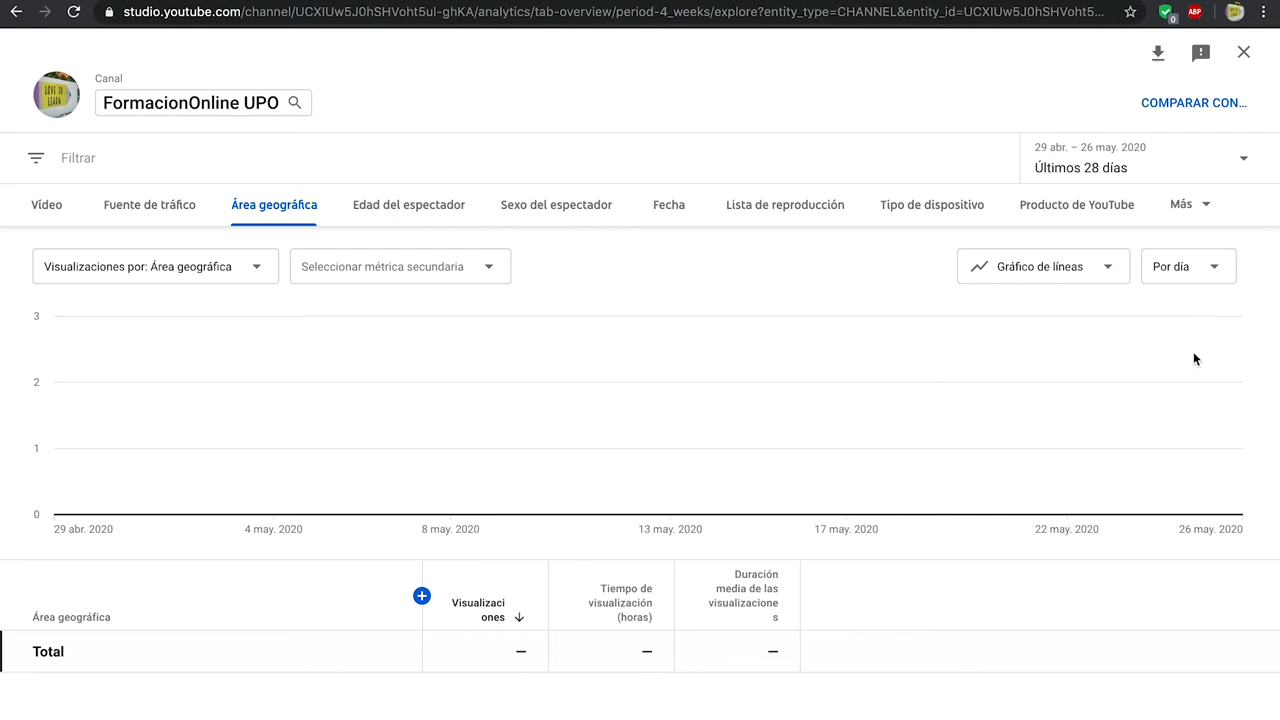 studio.youtube.com/channel/UCXIUw5J0hSHVoht5ul-ghKA/analytics/tab-overview/period-4_weeks/explore?entity_type=CHANNEL&entity_id=UCXIUw5J0hSHVoht5...
0
ABP
Canal
FormacionOnline UPO
COMPARAR CON...
Filtrar
29 abr. – 26 may. 2020
Últimos 28 días
Vídeo Fuente de tráfico Área geográfica Edad del espectador Sexo del espectador Fecha Lista de reproducción Tipo de dispositivo Producto de YouTube Más
Visualizaciones por: Área geográfica Seleccionar métrica secundaria Gráfico de líneas Por día
3
2
1
0
29 abr. 2020 4 may. 2020 8 may. 2020 13 may. 2020 17 may. 2020 22 may. 2020 26 may. 2020
Área geográfica
Visualizaci
ones
Tiempo de
visualización
(horas)
Duración
media de las
visualizacione
s
Total — — —